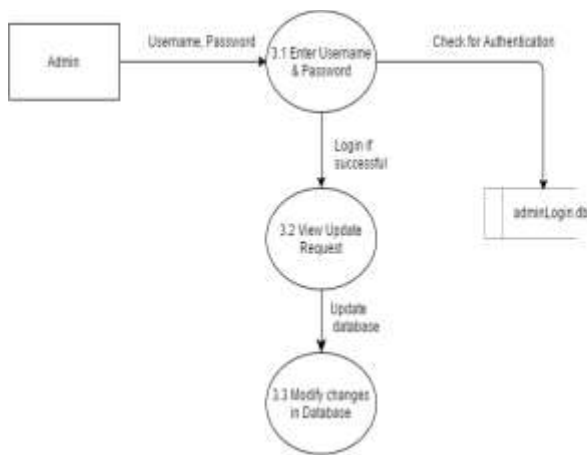 Username, Password
Admin
3.1 Enter Username
& Password
Check for Authentication
Login if
successful
adminLogin.db
3.2 View Update
Request
Update
database
3.3 Modify changes
in Database